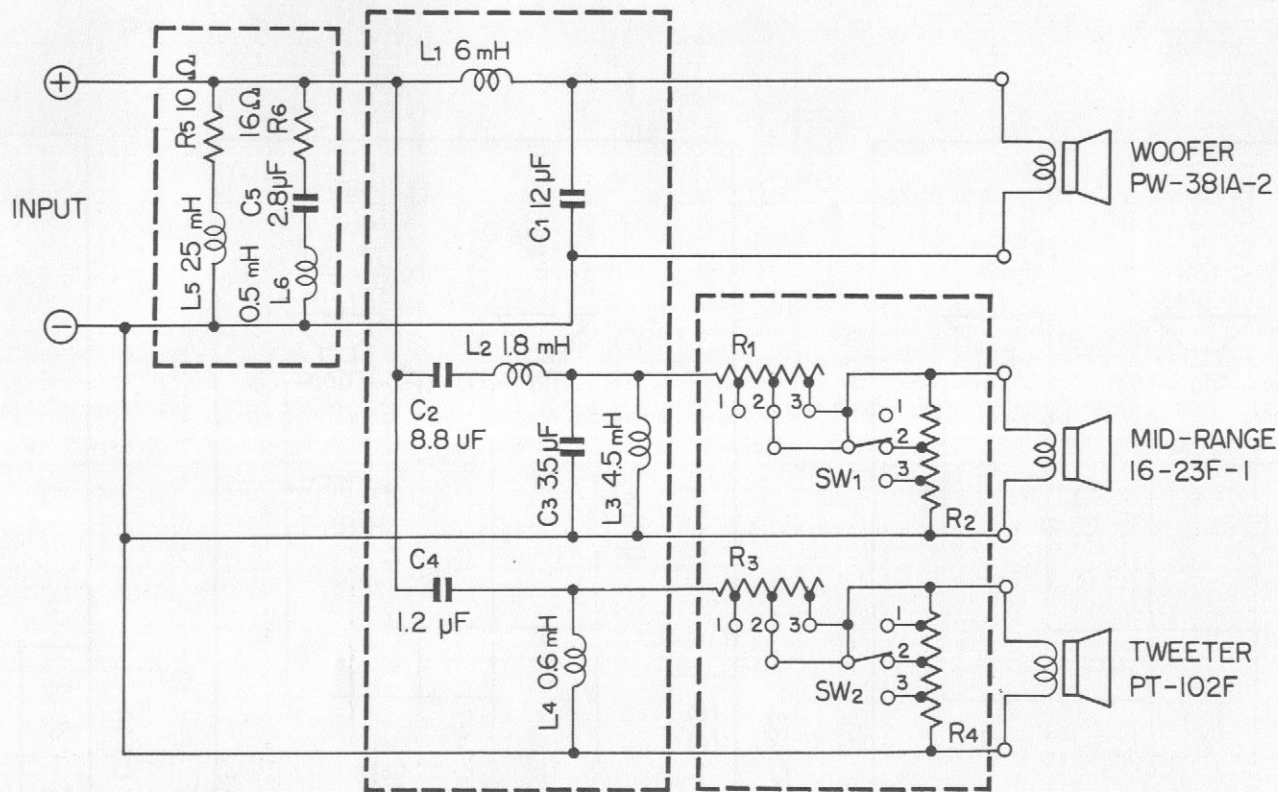 INPUT
+
−
R5 10Ω
L5 25 mH
16Ω
R6
C5
2.8µF
0.5 mH
L6
L1 6 mH
C1 12 µF
WOOFER
PW-381A-2
L2 1.8 mH
C2
8.8 uF
C3 3.5 µF
L3 4.5 mH
R1
1 2 3
1
2
3
SW1
R2
MID-RANGE
16-23F-1
C4
1.2 µF
L4 0.6 mH
R3
1 2 3
1
2
3
SW2
R4
TWEETER
PT-102F